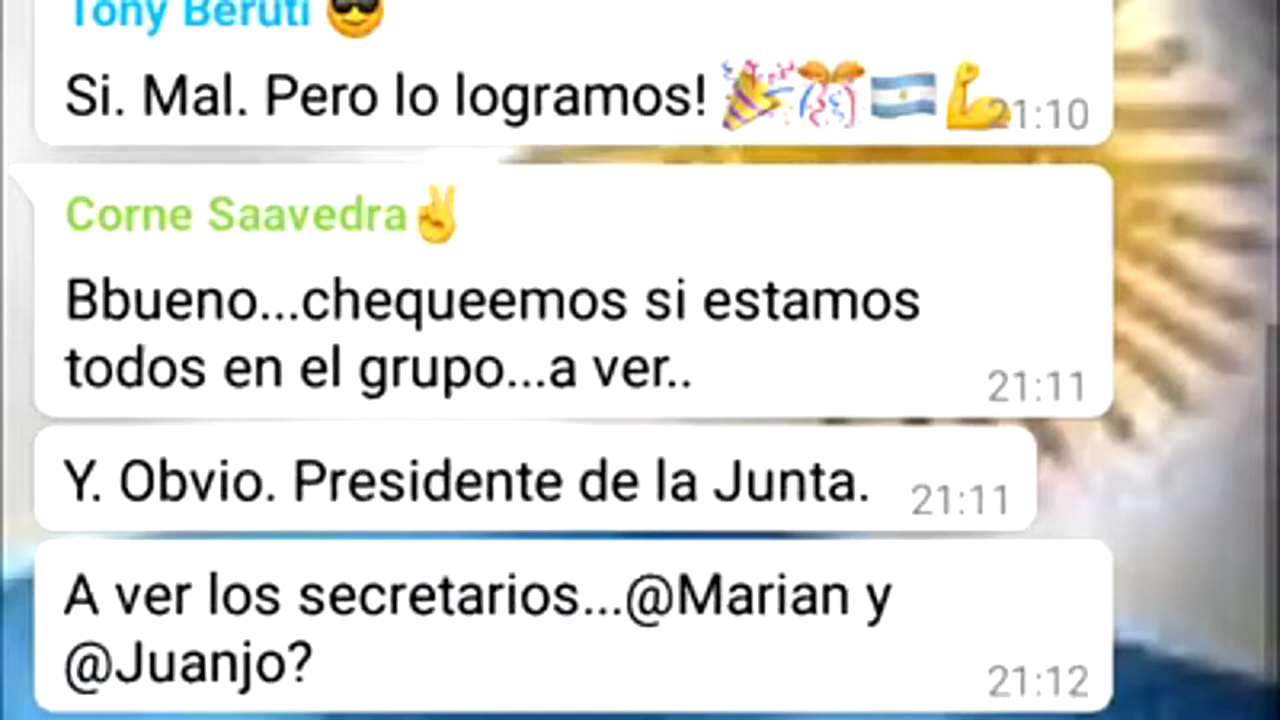 Tony Beruti 😎
Si. Mal. Pero lo logramos! 🎉🎊🇦🇷💪
21:10
Corne Saavedra✌
Bbueno...chequeemos si estamos
todos en el grupo...a ver..
21:11
Y. Obvio. Presidente de la Junta.
21:11
A ver los secretarios...@Marian y
@Juanjo?
21:12